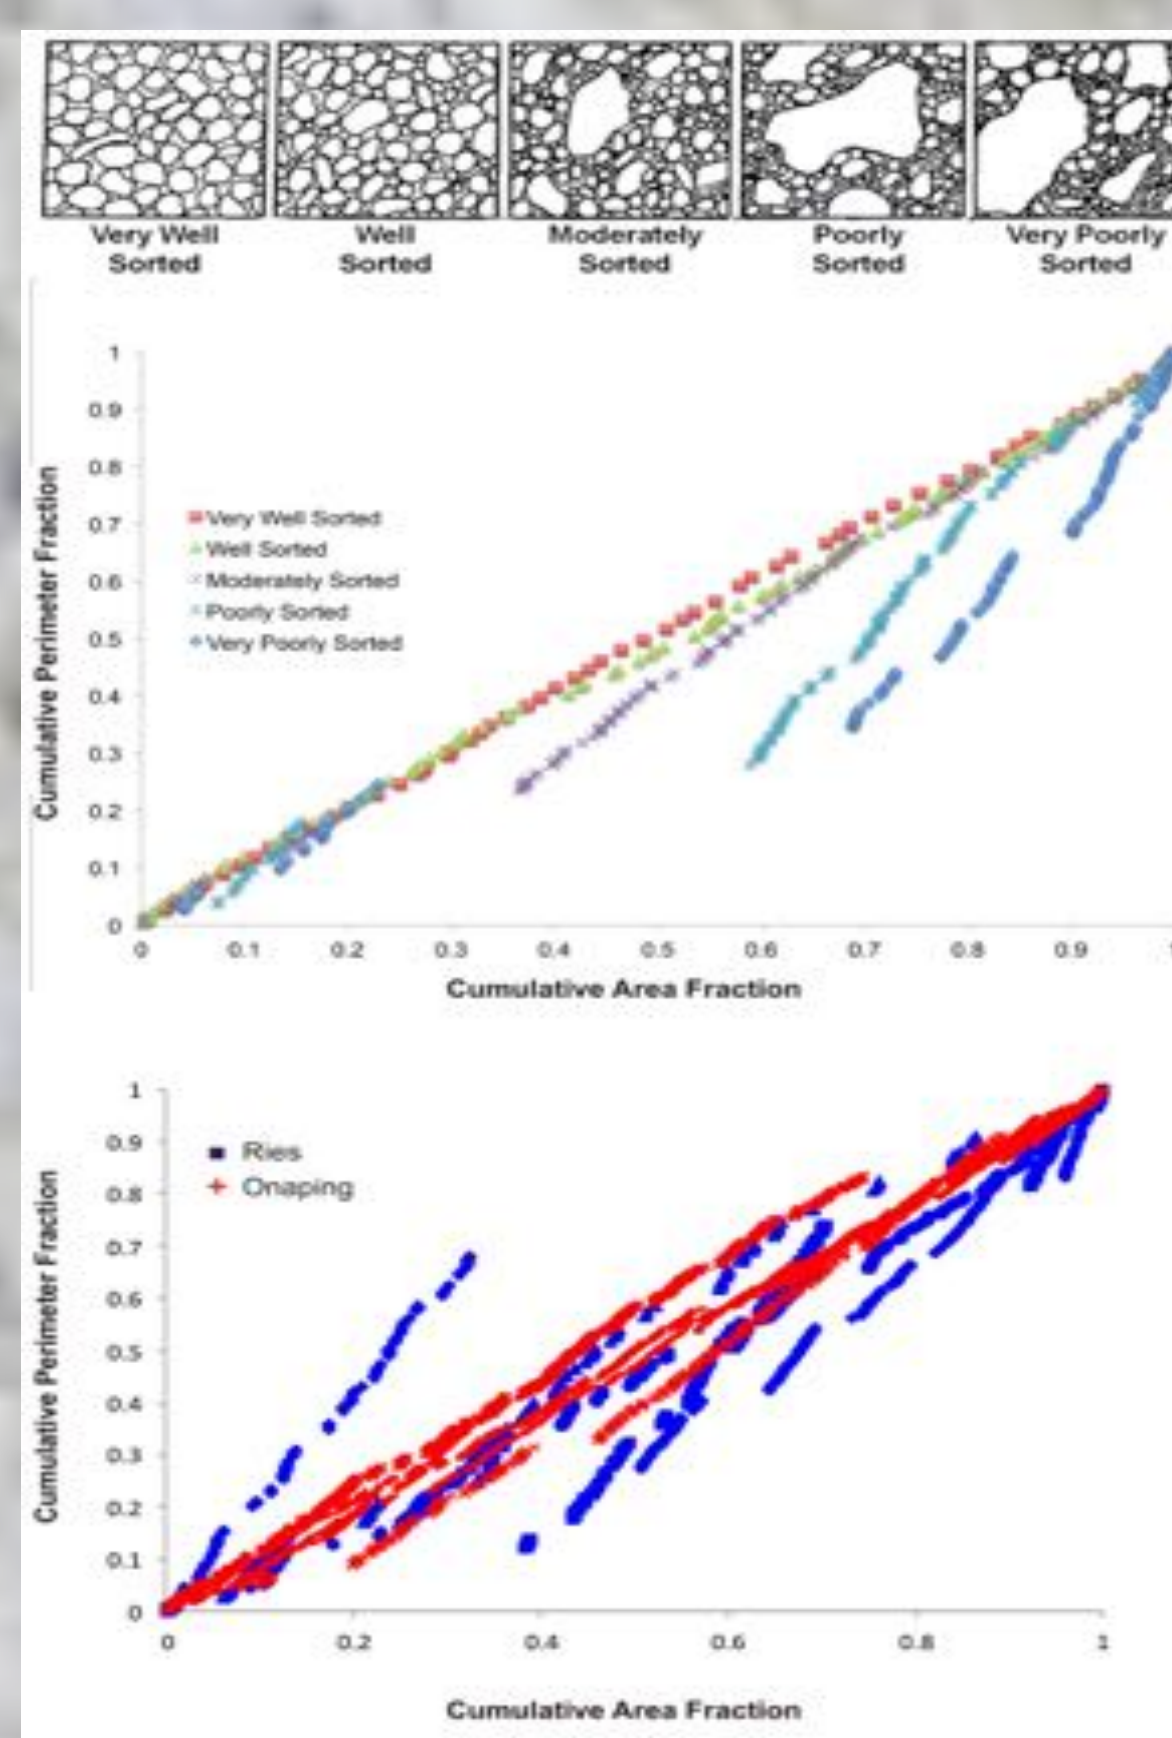 Very Well
Sorted
Well
Sorted
Moderately
Sorted
Poorly
Sorted
Very Poorly
Sorted
Cumulative Perimeter Fraction
1
0.9
0.8
0.7
0.6
0.5
0.4
0.3
0.2
0.1
0
Very Well Sorted
Well Sorted
Moderately Sorted
Poorly Sorted
Very Poorly Sorted
0 0.1 0.2 0.3 0.4 0.5 0.6 0.7 0.8 0.9
Cumulative Area Fraction
Cumulative Perimeter Fraction
1
0.9
0.8
0.7
0.6
0.5
0.4
0.3
0.2
0.1
0
Ries
Onaping
0 0.2 0.4 0.6 0.8 1
Cumulative Area Fraction